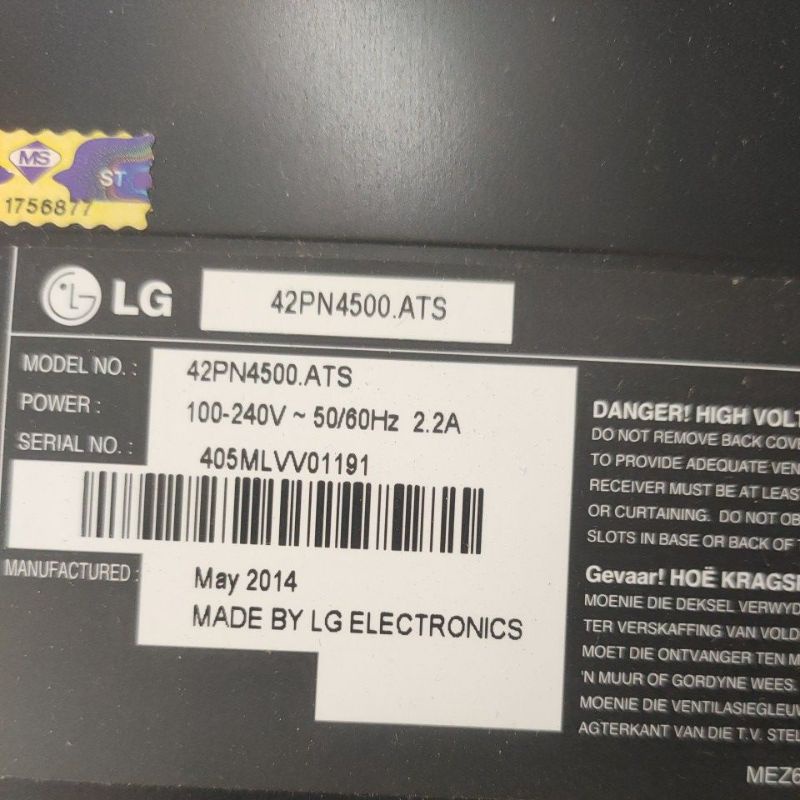 MS
ST
1756877
LG
42PN4500.ATS
MODEL NO. : 42PN4500.ATS
POWER : 100-240V ~ 50/60Hz 2.2A
SERIAL NO. : 405MLVV01191
MANUFACTURED : May 2014
MADE BY LG ELECTRONICS
DANGER! HIGH VOLT
DO NOT REMOVE BACK COVE
TO PROVIDE ADEQUATE VEN
RECEIVER MUST BE AT LEAS
OR CURTAINING. DO NOT OB
SLOTS IN BASE OR BACK OF T
Gevaar! HOË KRAGS
MOENIE DIE DEKSEL VERWYD
TER VERSKAFFING VAN VOLD
MOET DIE ONTVANGER TEN M
'N MUUR OF GORDYNE WEES.
MOENIE DIE VENTILASIEGLEUW
AGTERKANT VAN DIE T.V. STEL
MEZ6